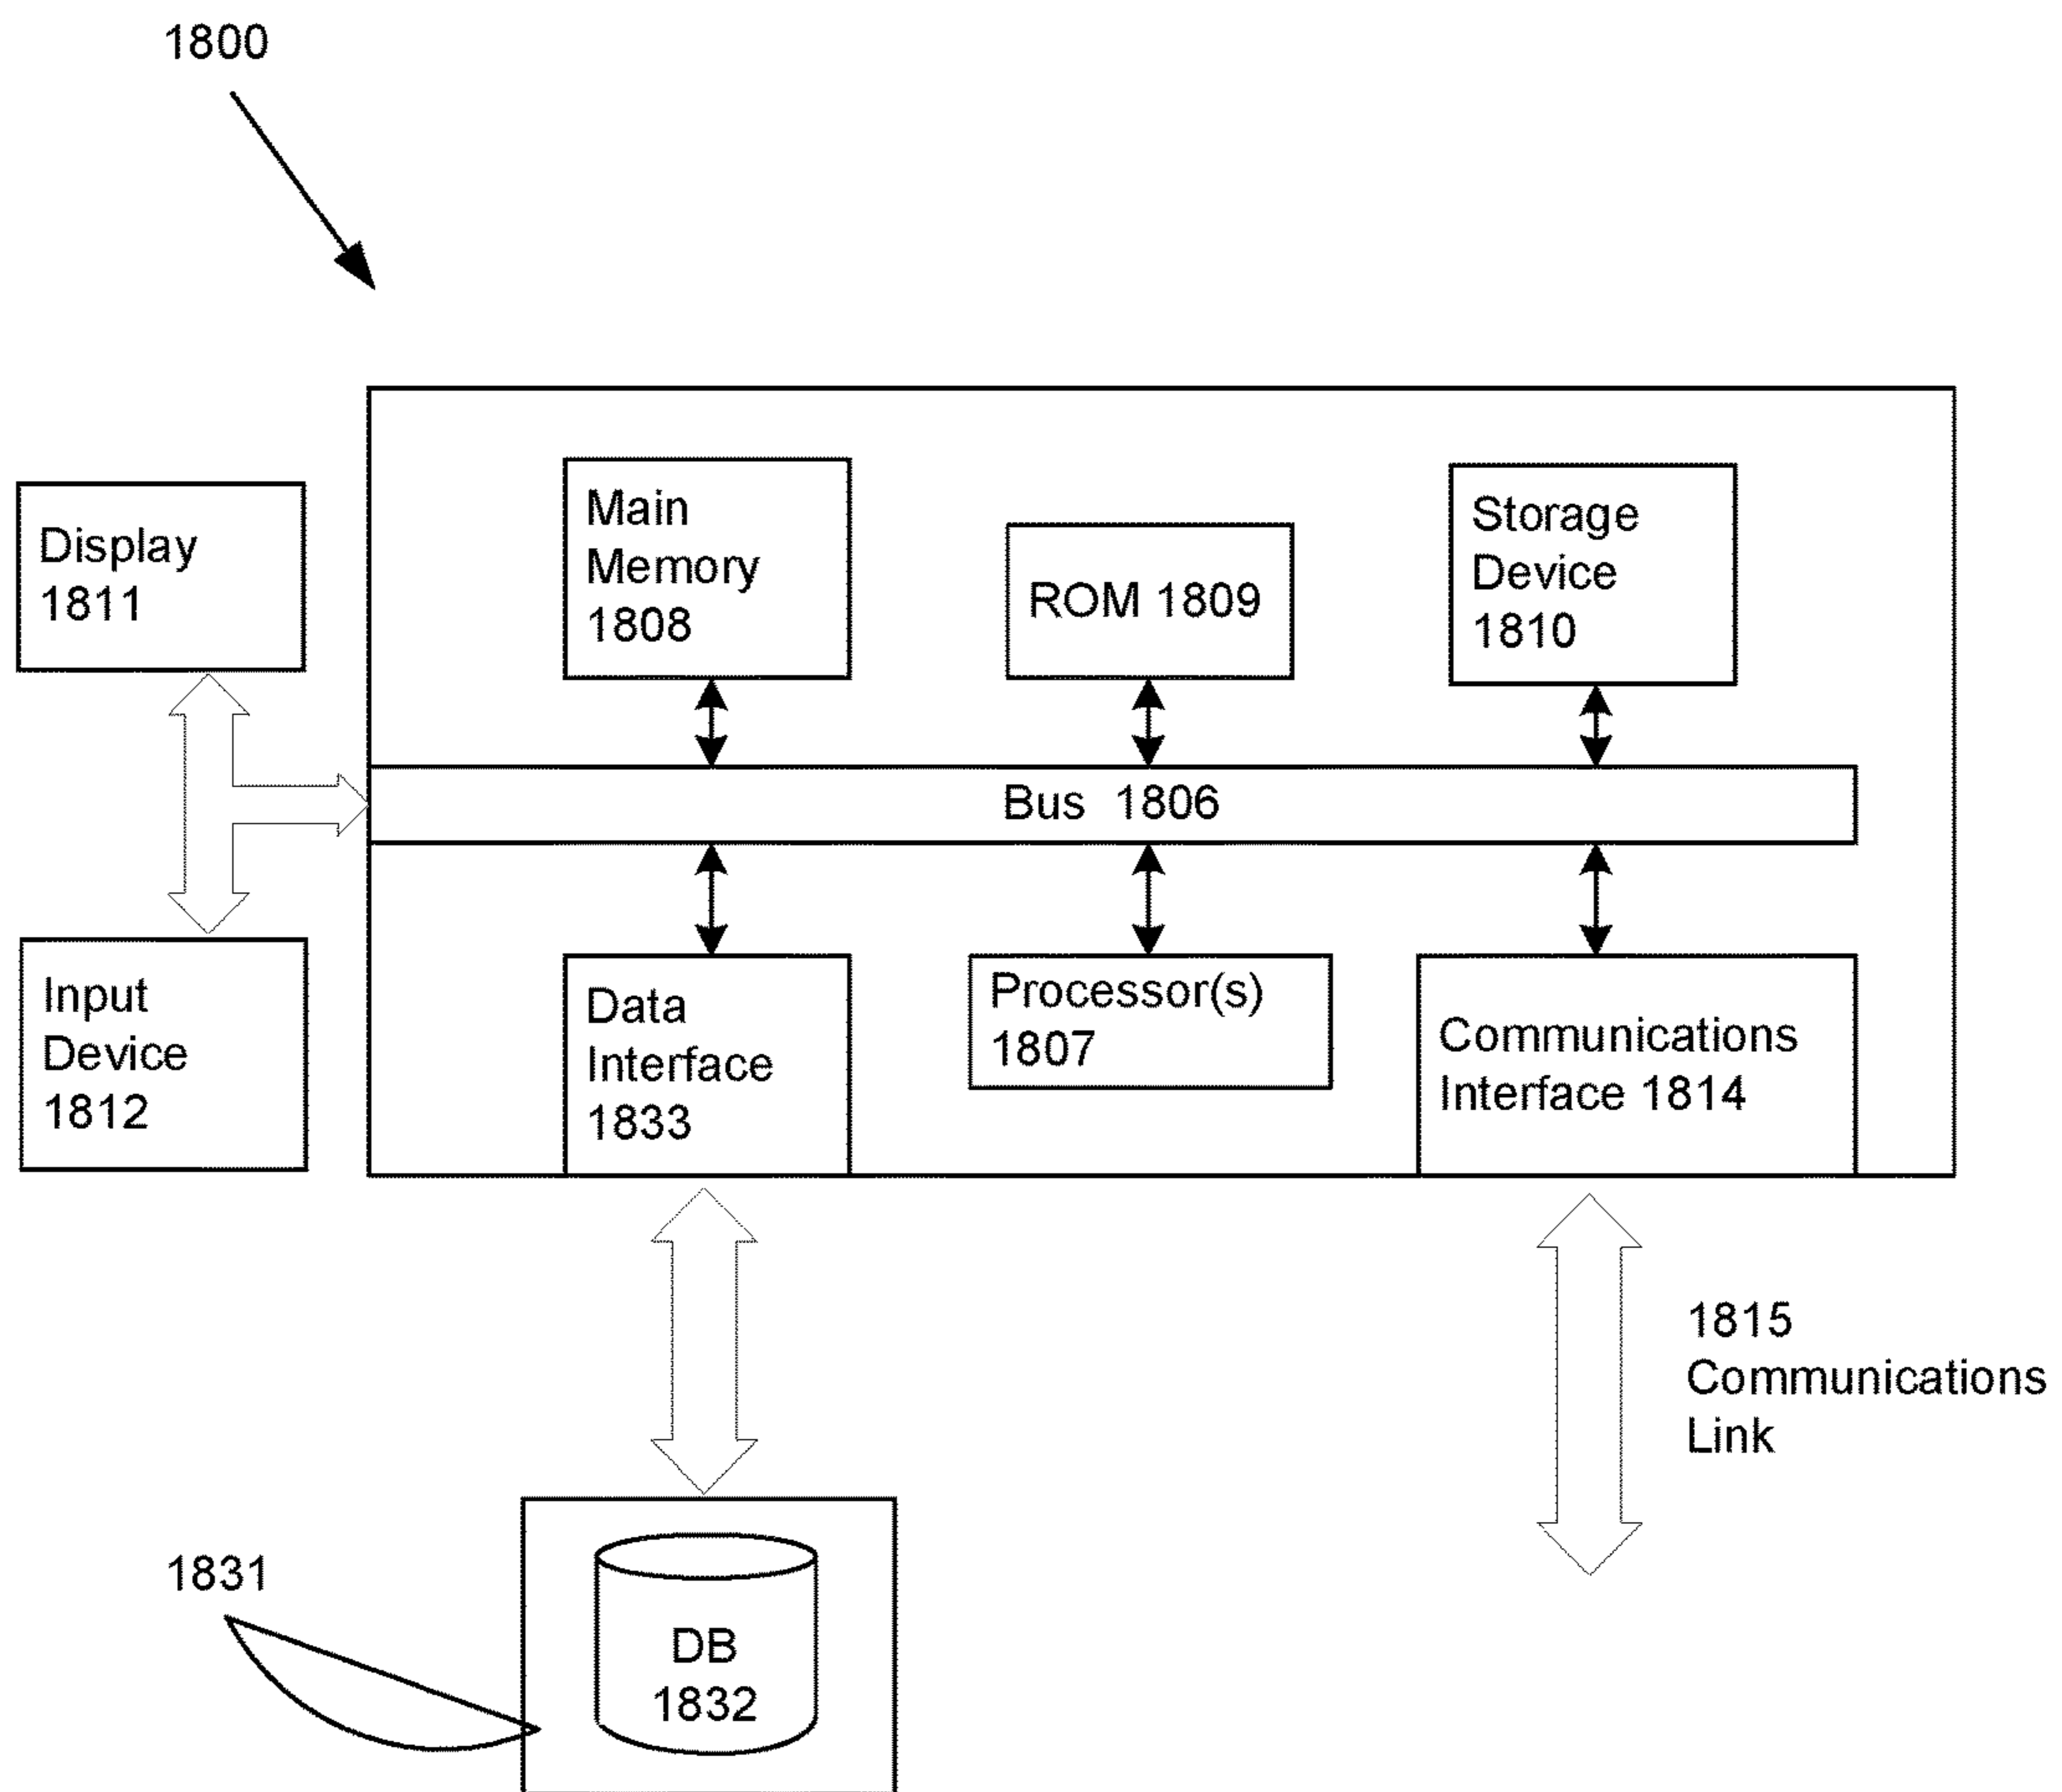 1800
Display
1811
Main
Memory
1808
ROM 1809
Storage
Device
1810
Bus 1806
Input
Device
1812
Data
Interface
1833
Processor(s)
1807
Communications
Interface 1814
1815
Communications
Link
1831
DB
1832